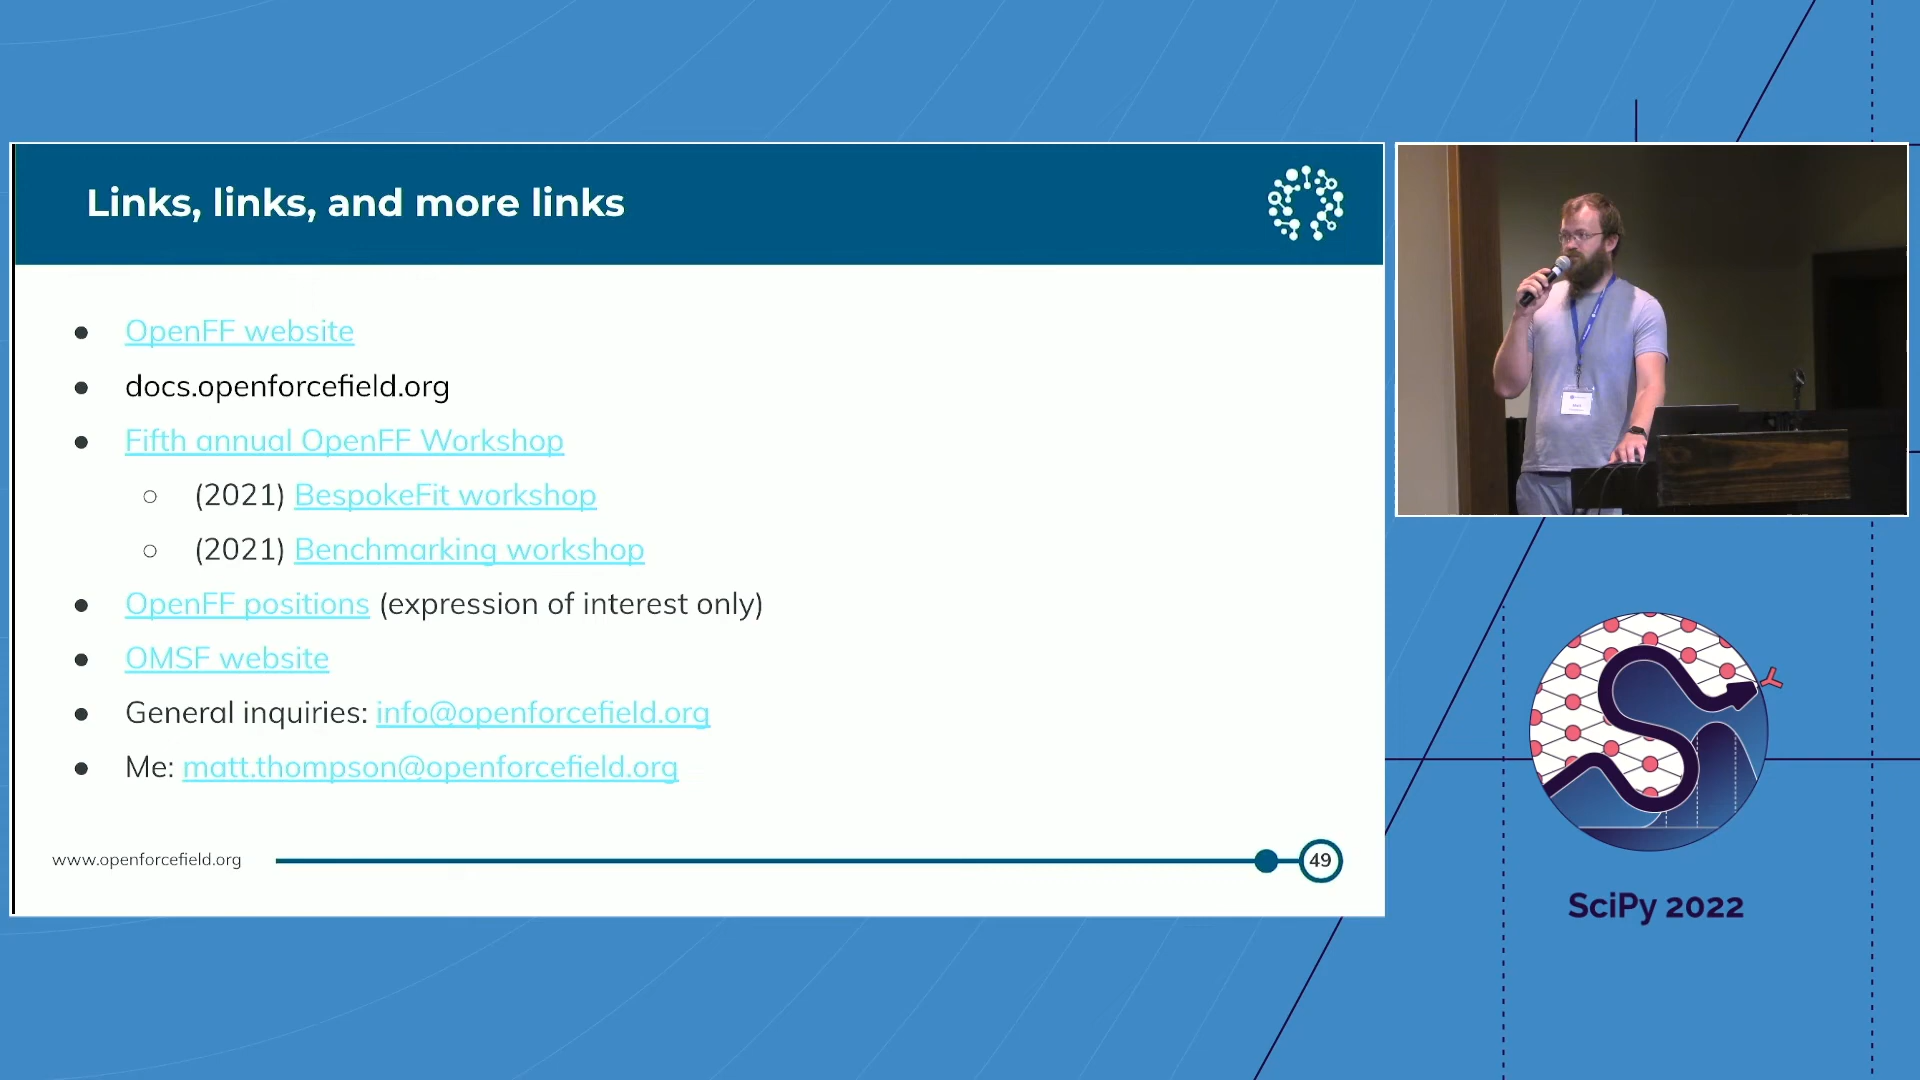 Links, links, and more links
OpenFF website
docs.openforcefield.org
Fifth annual OpenFF Workshop
(2021) BespokeFit workshop
(2021) Benchmarking workshop
OpenFF positions (expression of interest only)
OMSF website
General inquiries: info@openforcefield.org
Me: matt.thompson@openforcefield.org
www.openforcefield.org
49
SciPy 2022